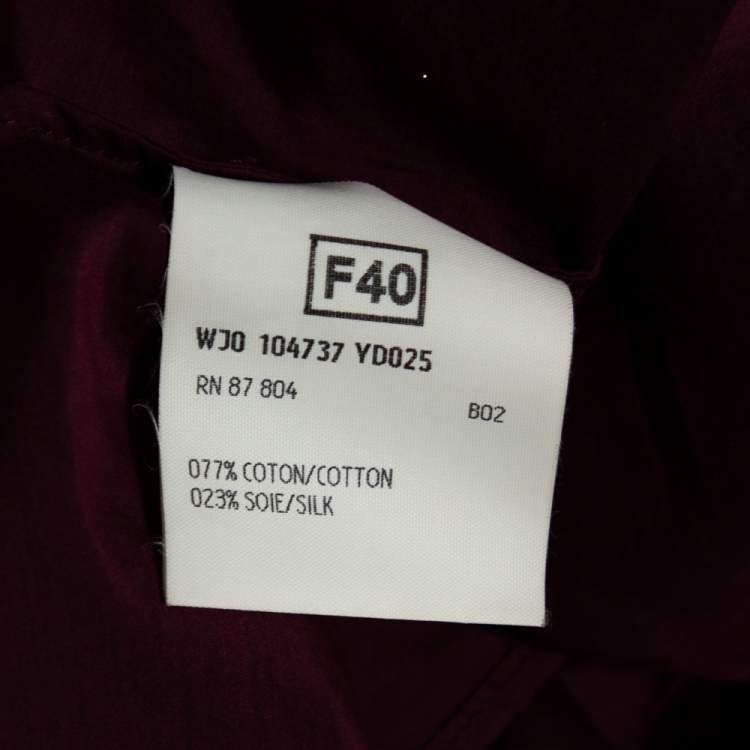 F40
WJ0 104737 YD025
RN 87 804
B02
077% COTON/COTTON
023% SOIE/SILK